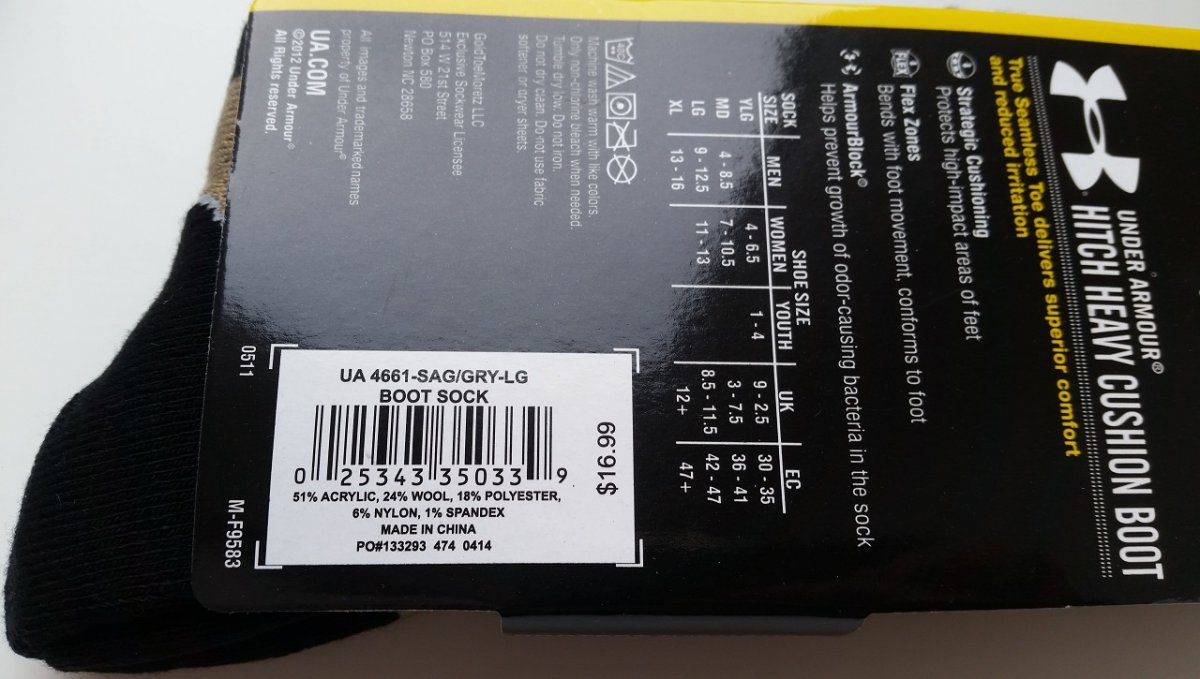 UNDER ARMOUR®
HITCH HEAVY CUSHION BOOT
True Seamless Toe delivers superior comfort
and reduced irritation
Strategic Cushioning
Protects high-impact areas of feet
FLEX
Flex Zones
Bends with foot movement, conforms to foot
ArmourBlock®
Helps prevent growth of odor-causing bacteria in the sock
SHOE SIZE
SOCK SIZE MEN WOMEN YOUTH UK EC
YLG 4 - 6.5 1 - 4 9 - 2.5 30 - 35
MD 4 - 8.5 7 - 10.5 3 - 7.5 36 - 41
LG 9 - 12.5 11 - 13 8.5 - 11.5 42 - 47
XL 13 - 16 12+ 47+
Machine wash warm with like colors.
Only non-chlorine bleach when needed.
Tumble dry low. Do not iron.
Do not dry clean. Do not use fabric
softener or dryer sheets.
GoldToeMoretz LLC
Exclusive Sockwear Licensee
514 W 21st Street
PO Box 580
Newton NC 28658
All images and trademarked names
property of Under Armour®
UA.COM
©2012 Under Armour®
All Rights reserved.
0511
M-F9583
UA 4661-SAG/GRY-LG
BOOT SOCK
0 25343 35033 9
$16.99
51% ACRYLIC, 24% WOOL, 18% POLYESTER,
6% NYLON, 1% SPANDEX
MADE IN CHINA
PO#133293 474 0414